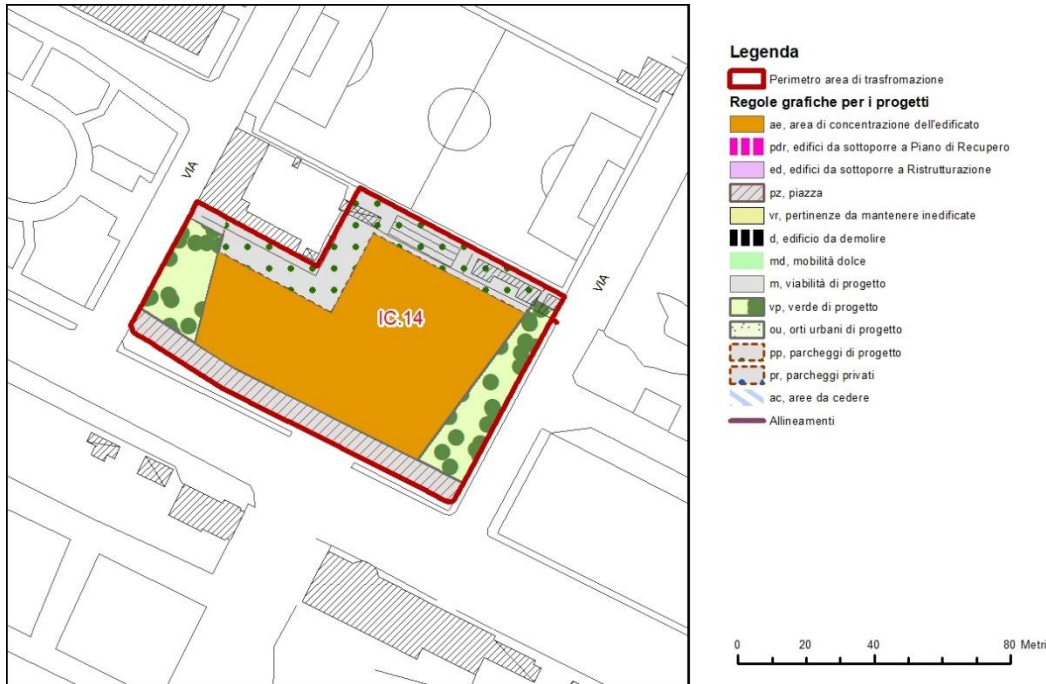 VIA
VIA
IC.14
Legenda
Perimetro area di trasfromazione
Regole grafiche per i progetti
ae, area di concentrazione dell'edificato
pdr, edifici da sottoporre a Piano di Recupero
ed, edifici da sottoporre a Ristrutturazione
pz, piazza
vr, pertinenze da mantenere inedificate
d, edificio da demolire
md, mobilità dolce
m, viabilità di progetto
vp, verde di progetto
ou, orti urbani di progetto
pp, parcheggi di progetto
pr, parcheggi privati
ac, aree da cedere
Allineamenti
0 20 40 80 Metri